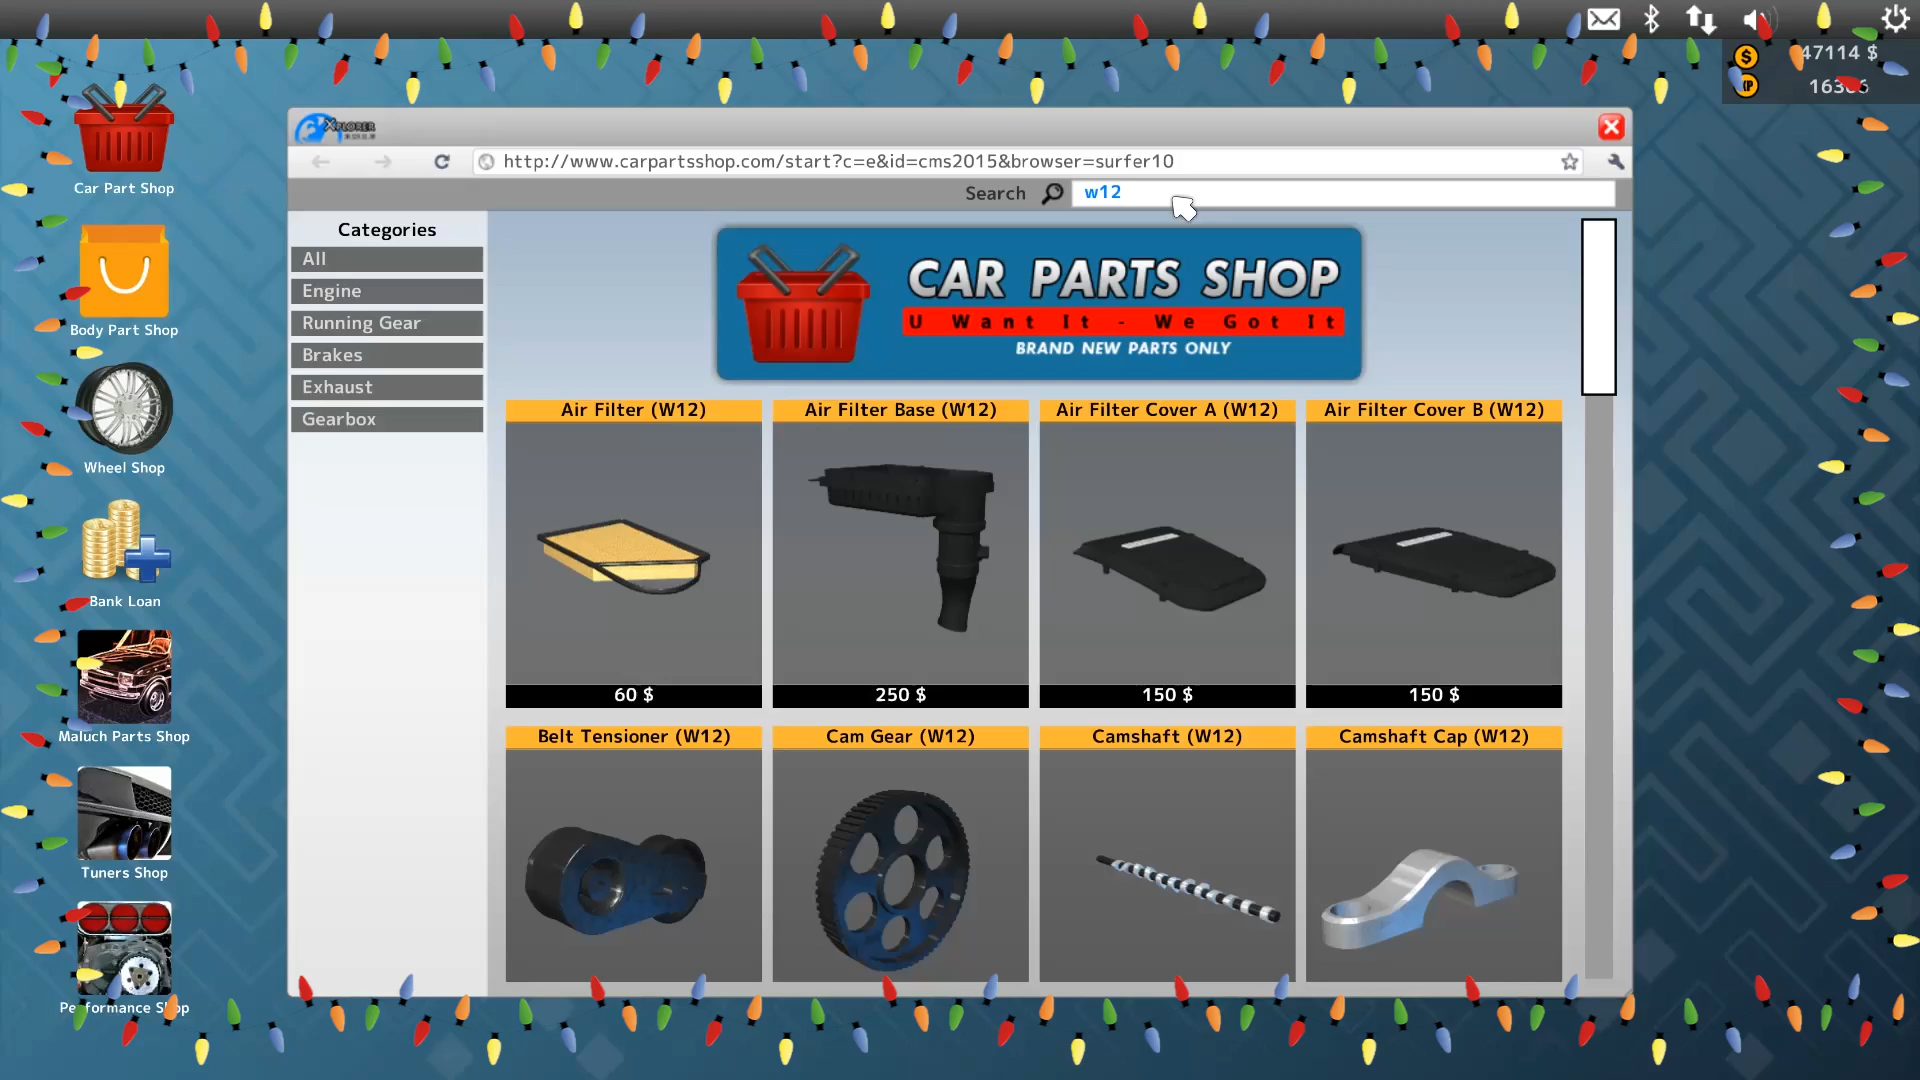 47114 $
Car Part Shop
Body Part Shop
Wheel Shop
Bank Loan
Maluch Parts Shop
Tuners Shop
Performance Shop
XPLORER
http://www.carpartsshop.com/start?c=e&id=cms2015&browser=surfer10
Search w12
Categories
All
Engine
Running Gear
Brakes
Exhaust
Gearbox
CAR PARTS SHOP
U Want It - We Got It
BRAND NEW PARTS ONLY
Air Filter (W12)
60 $
Air Filter Base (W12)
250 $
Air Filter Cover A (W12)
150 $
Air Filter Cover B (W12)
150 $
Belt Tensioner (W12)
Cam Gear (W12)
Camshaft (W12)
Camshaft Cap (W12)